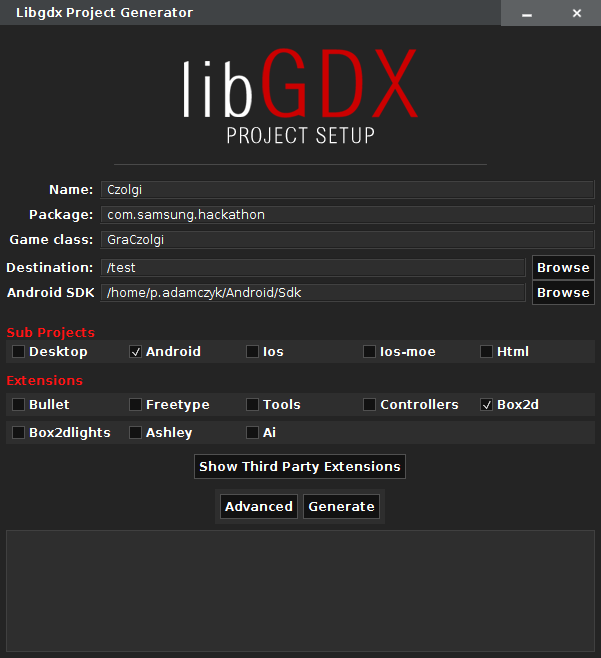 Libgdx Project Generator
libGDX
PROJECT SETUP
Name: Czolgi
Package: com.samsung.hackathon
Game class: GraCzolgi
Destination: /test Browse
Android SDK /home/p.adamczyk/Android/Sdk Browse
Sub Projects
Desktop Android Ios Ios-moe Html
Extensions
Bullet Freetype Tools Controllers Box2d
Box2dlights Ashley Ai
Show Third Party Extensions
Advanced Generate